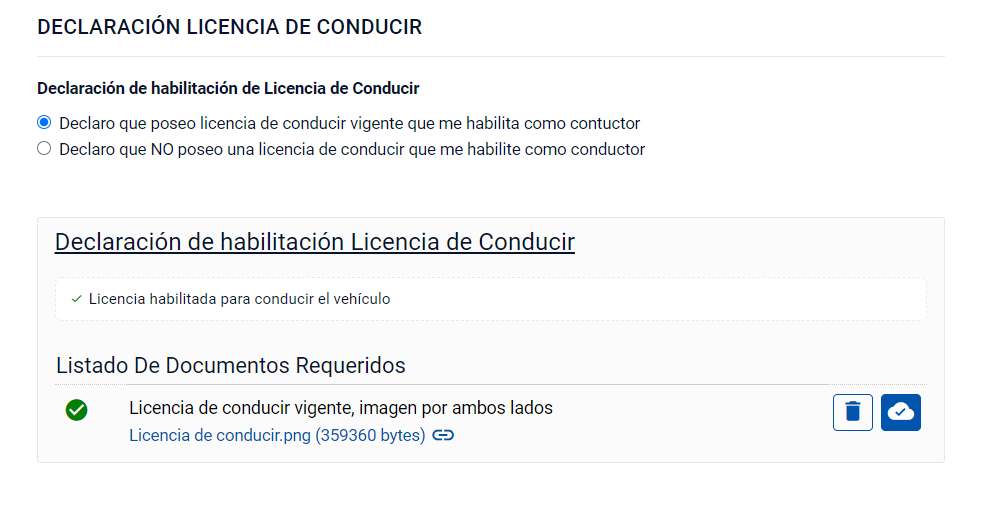 DECLARACIÓN LICENCIA DE CONDUCIR
Declaración de habilitación de Licencia de Conducir
Declaro que poseo licencia de conducir vigente que me habilita como contuctor
Declaro que NO poseo una licencia de conducir que me habilite como conductor
Declaración de habilitación Licencia de Conducir
Licencia habilitada para conducir el vehículo
Listado De Documentos Requeridos
Licencia de conducir vigente, imagen por ambos lados
Licencia de conducir.png (359360 bytes)